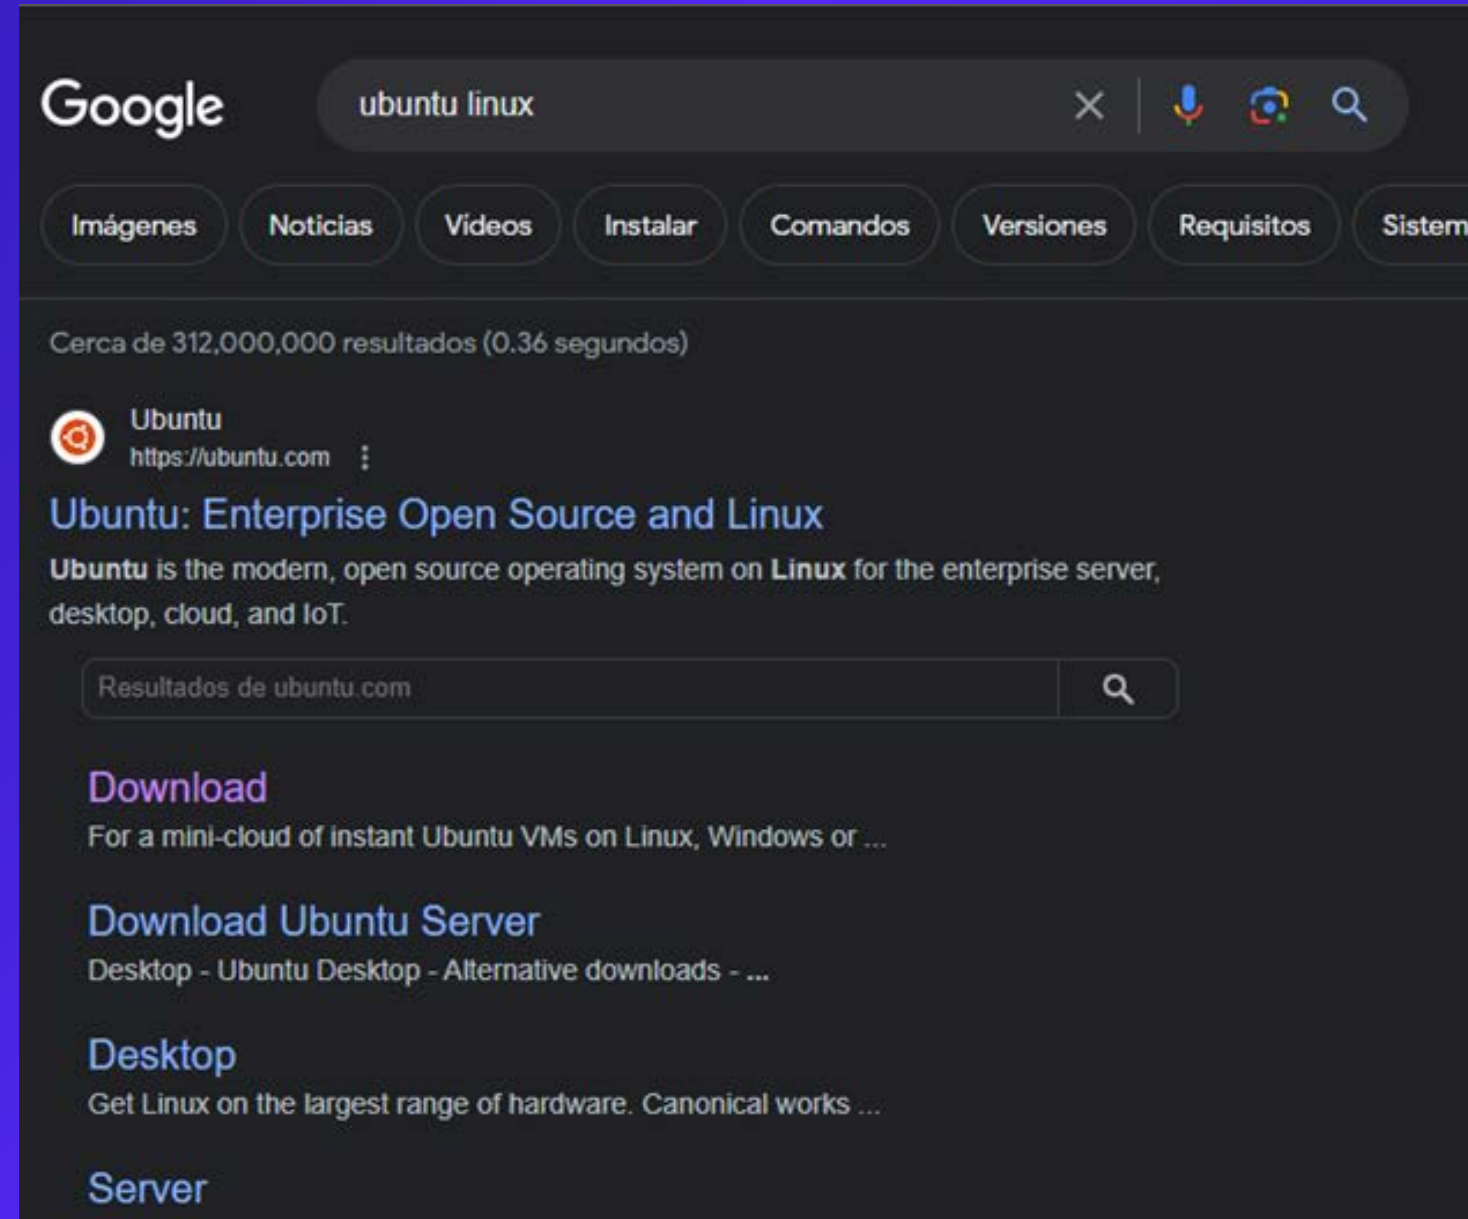 Google
ubuntu linux
Imágenes Noticias Videos Instalar Comandos Versiones Requisitos Sistem
Cerca de 312,000,000 resultados (0.36 segundos)
Ubuntu
https://ubuntu.com
Ubuntu: Enterprise Open Source and Linux
Ubuntu is the modern, open source operating system on Linux for the enterprise server,
desktop, cloud, and IoT.
Resultados de ubuntu.com
Download
For a mini-cloud of instant Ubuntu VMs on Linux, Windows or ...
Download Ubuntu Server
Desktop - Ubuntu Desktop - Alternative downloads - ...
Desktop
Get Linux on the largest range of hardware. Canonical works ...
Server